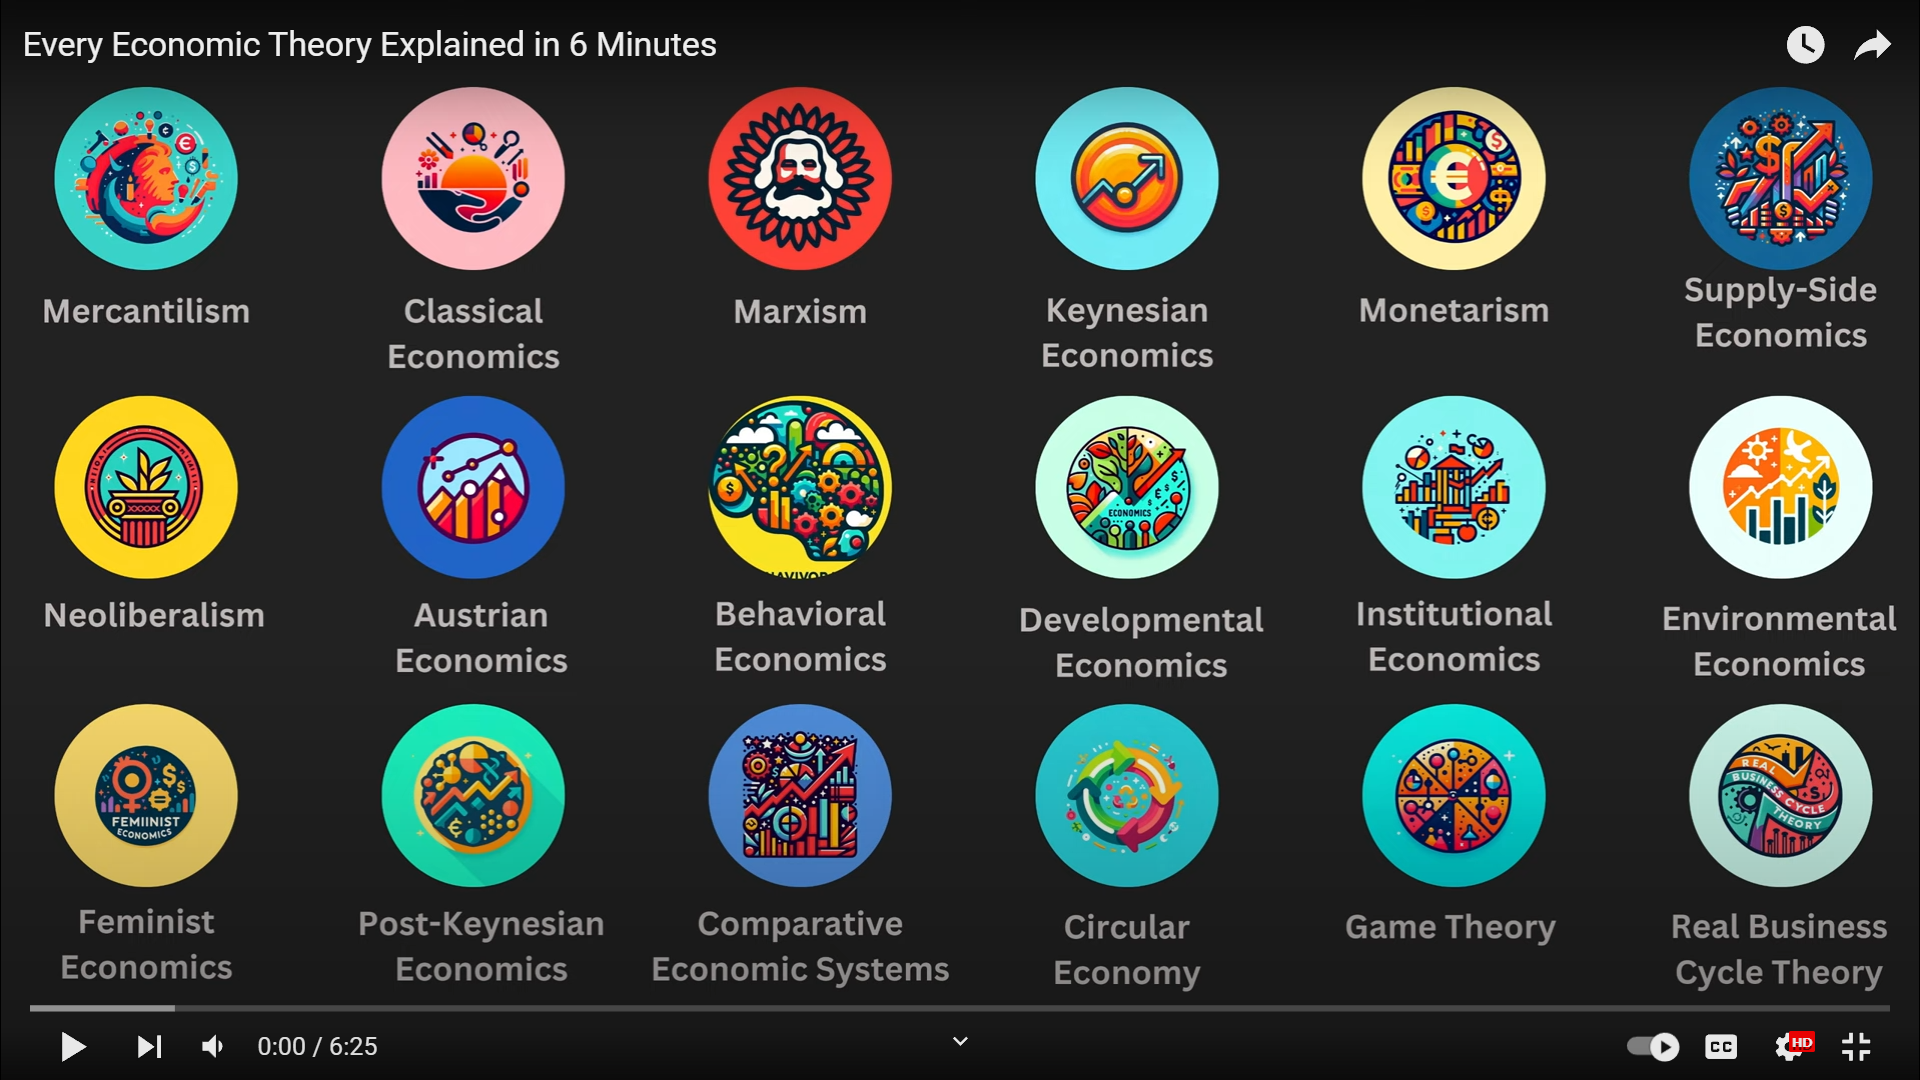 Every Economic Theory Explained in 6 Minutes
Mercantilism
Classical
Economics
Marxism
Keynesian
Economics
Monetarism
Supply-Side
Economics
Neoliberalism
Austrian
Economics
Behavioral
Economics
ECONOMICS
Developmental
Economics
Institutional
Economics
Environmental
Economics
FEMIINIST
ECONOMICS
Feminist
Economics
Post-Keynesian
Economics
Comparative
Economic Systems
Circular
Economy
Game Theory
REAL
BUSINESS CYCLE
THEORY
Real Business
Cycle Theory
0:00 / 6:25
CC
HD